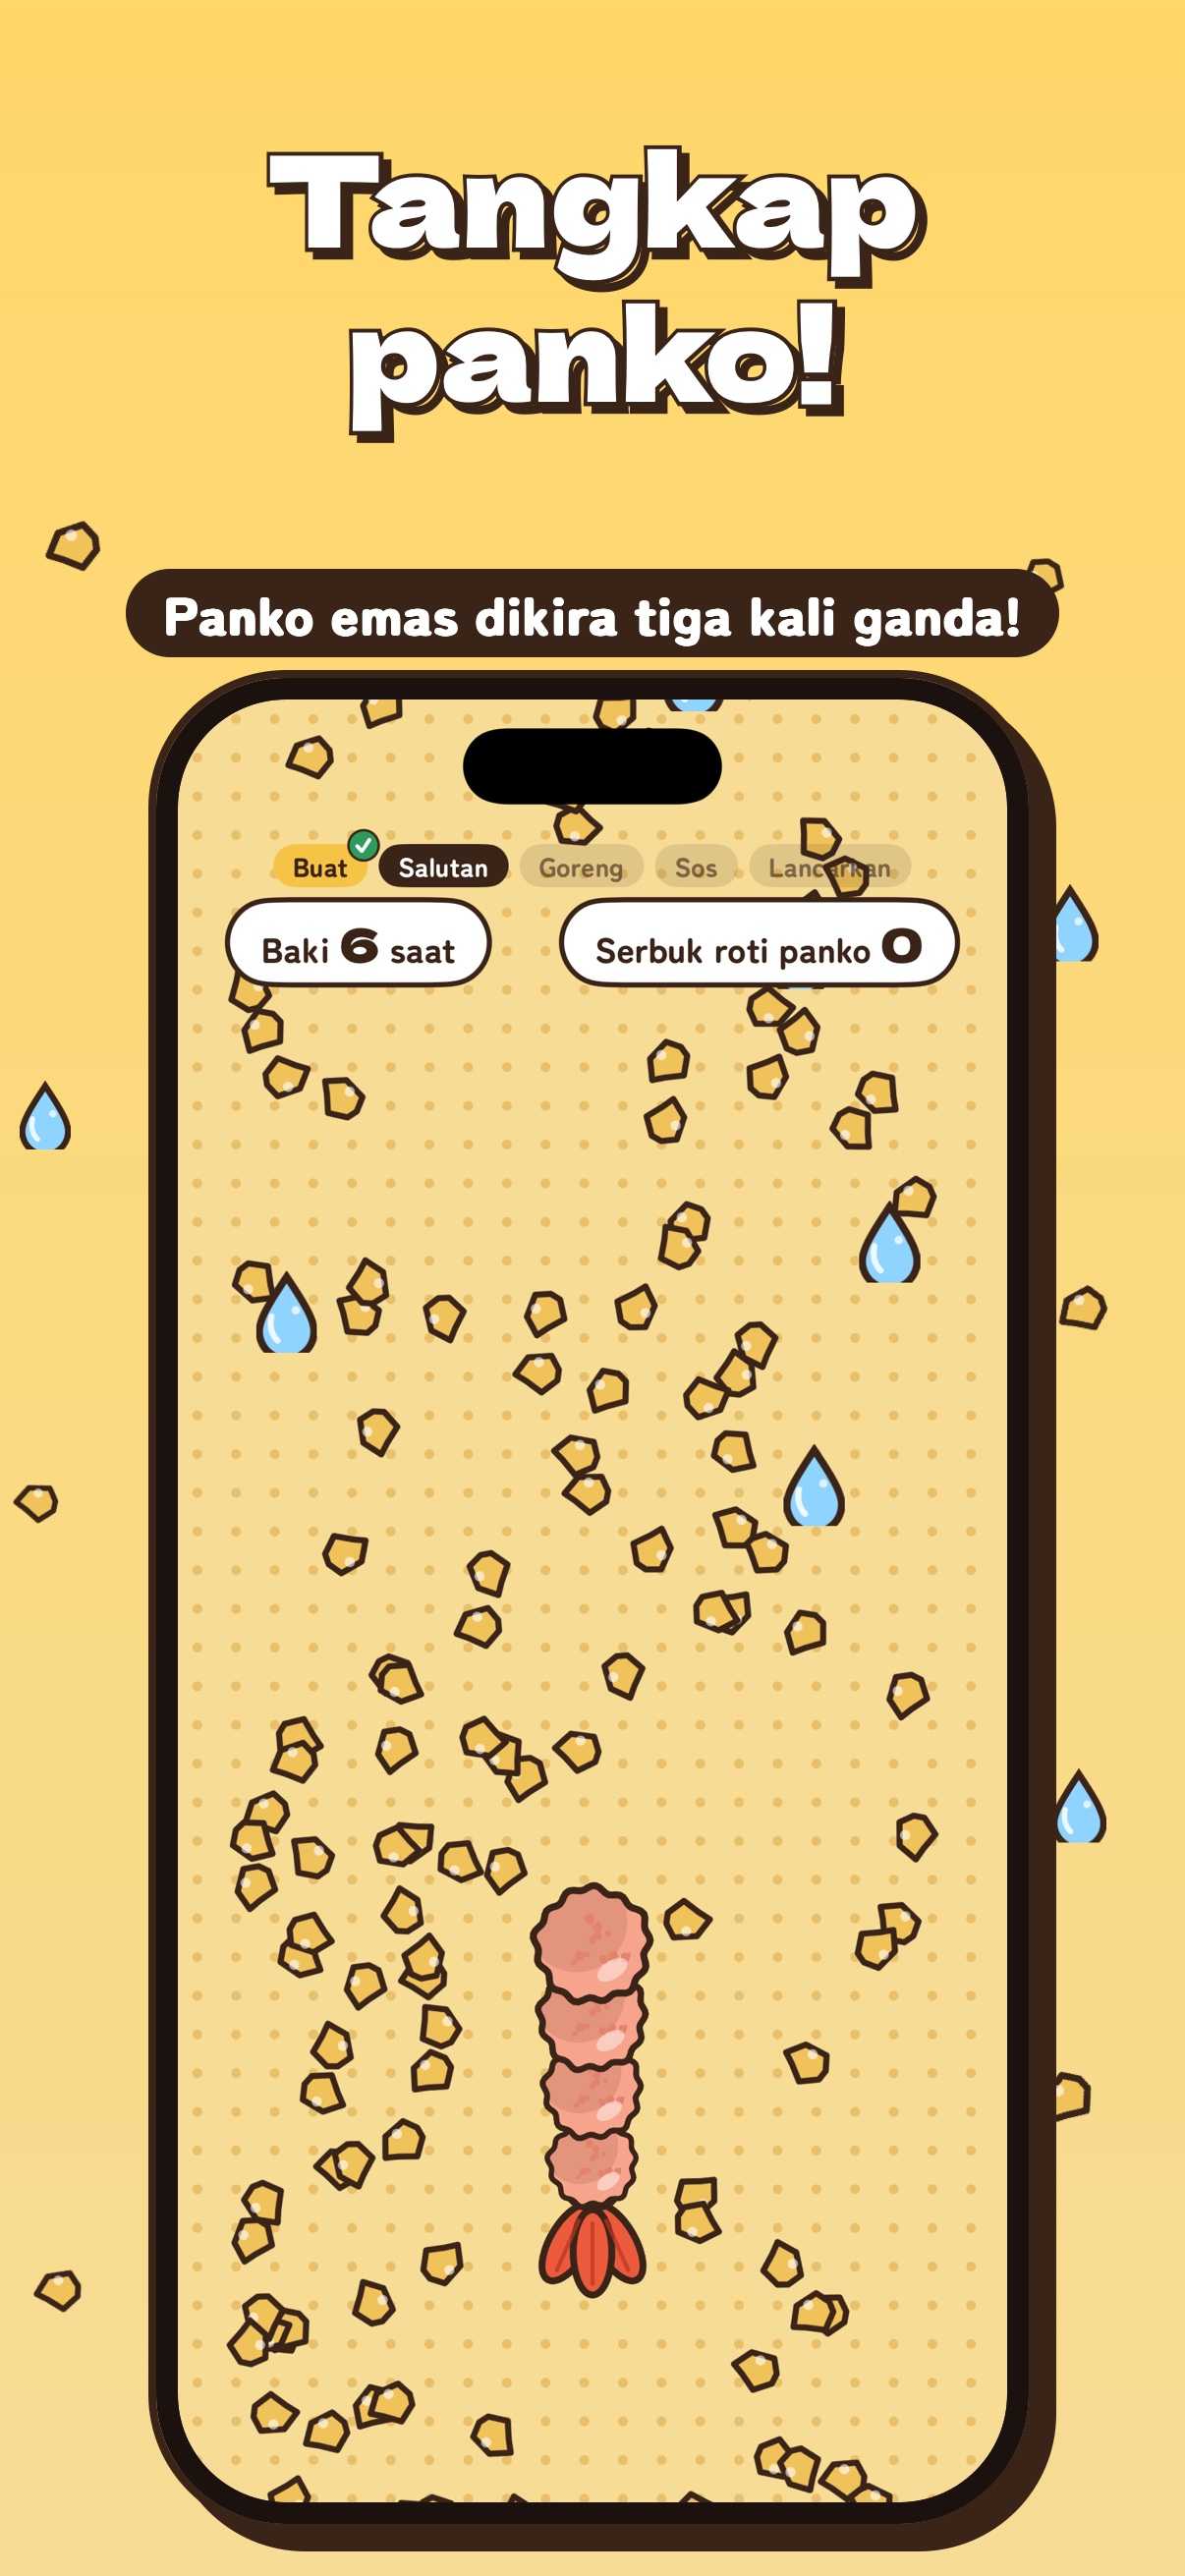 Tangkap
panko!
Panko emas dikira tiga kali ganda!
Buat Salutan Goreng Sos Lancarkan
Baki 6 saat Serbuk roti panko 0